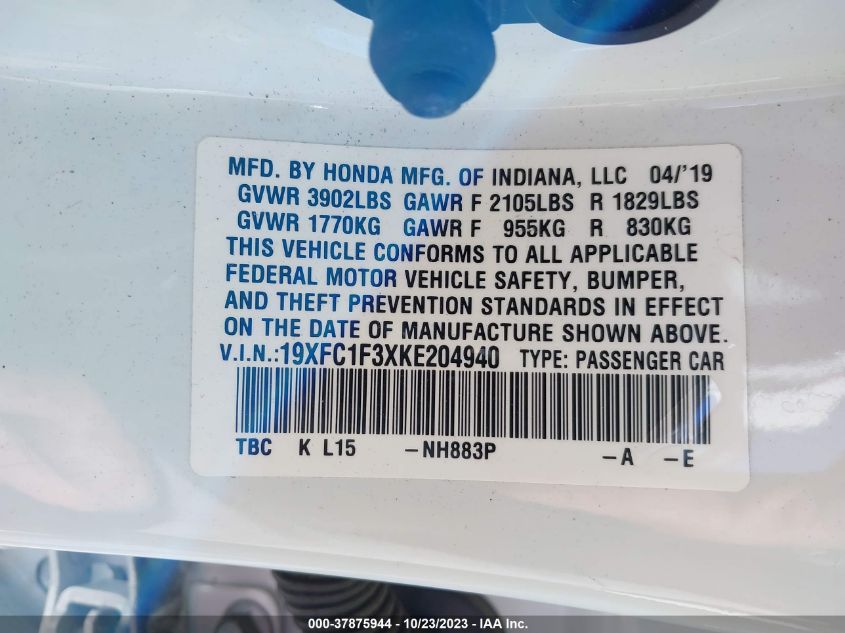 MFD. BY HONDA MFG. OF INDIANA, LLC 04/'19
GVWR 3902LBS GAWR F 2105LBS R 1829LBS
GVWR 1770KG GAWR F 955KG R 830KG
THIS VEHICLE CONFORMS TO ALL APPLICABLE
FEDERAL MOTOR VEHICLE SAFETY, BUMPER,
AND THEFT PREVENTION STANDARDS IN EFFECT
ON THE DATE OF MANUFACTURE SHOWN ABOVE.
V.I.N.:19XFC1F3XKE204940 TYPE: PASSENGER CAR
TBC K L15 -NH883P -A -E
000-37875944 | 10/23/2023 | IAA Inc.